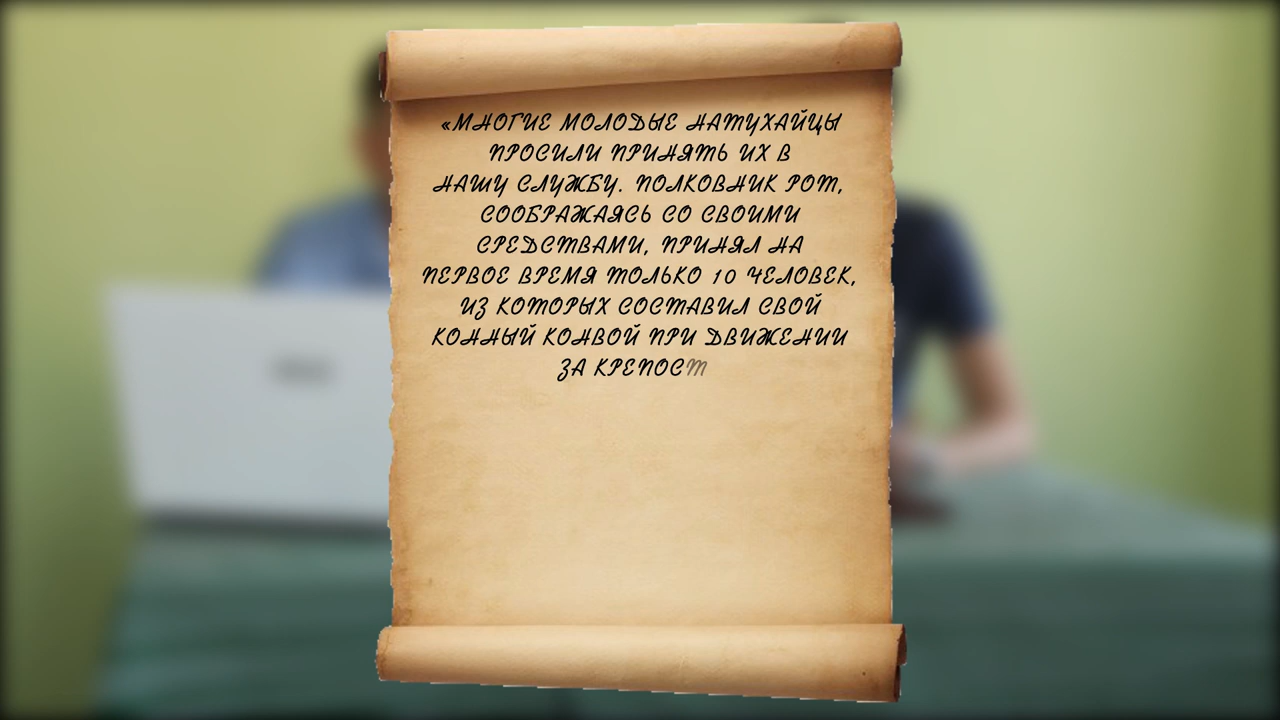 «МНОГИЕ МОЛОДЫЕ НАТУХАЙЦЫ
ПРОСИЛИ ПРИНЯТЬ ИХ В
НАШУ СЛУЖБУ. ПОЛКОВНИК РОТ,
СООБРАЖАЯСЬ СО СВОИМИ
СРЕДСТВАМИ, ПРИНЯЛ НА
ПЕРВОЕ ВРЕМЯ ТОЛЬКО 10 ЧЕЛОВЕК,
ИЗ КОТОРЫХ СОСТАВИЛ СВОЙ
КОННЫЙ КОНВОЙ ПРИ ДВИЖЕНИИ
ЗА КРЕПОСТ